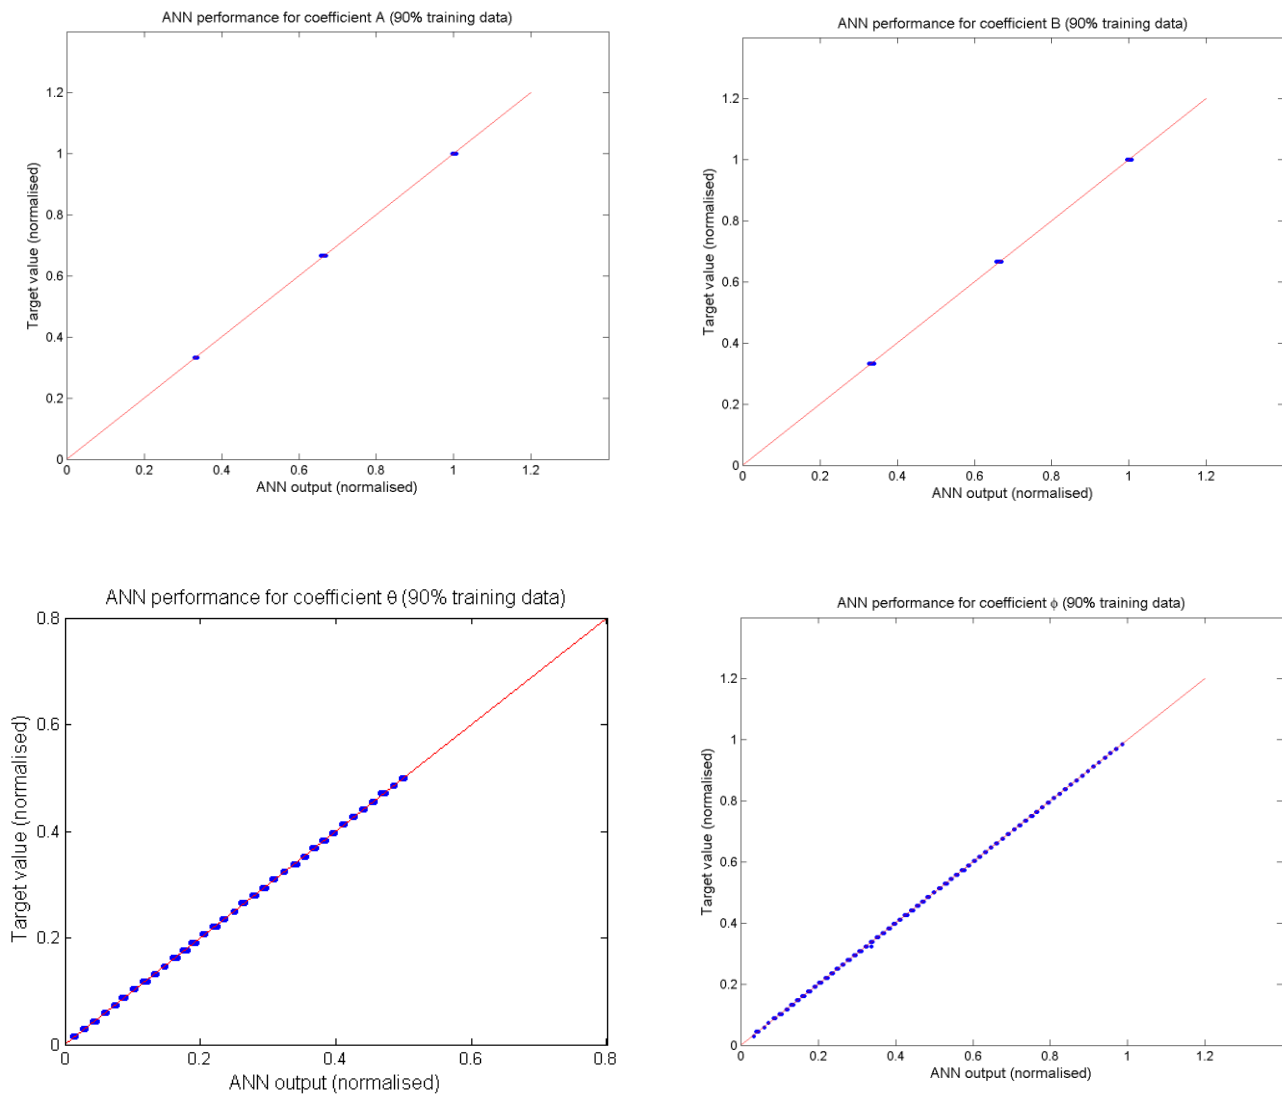 ANN performance for coefficient A (90% training data)
1.2
1
0.8
0.6
0.4
0.2
0
Target value (normalised)
0 0.2 0.4 0.6 0.8 1 1.2
ANN output (normalised)
ANN performance for coefficient B (90% training data)
1.2
1
0.8
0.6
0.4
0.2
0
Target value (normalised)
0 0.2 0.4 0.6 0.8 1 1.2
ANN output (normalised)
ANN performance for coefficient θ (90% training data)
0.8
0.6
0.4
0.2
0
Target value (normalised)
0 0.2 0.4 0.6 0.8
ANN output (normalised)
ANN performance for coefficient ϕ (90% training data)
1.2
1
0.8
0.6
0.4
0.2
0
Target value (normalised)
0 0.2 0.4 0.6 0.8 1 1.2
ANN output (normalised)